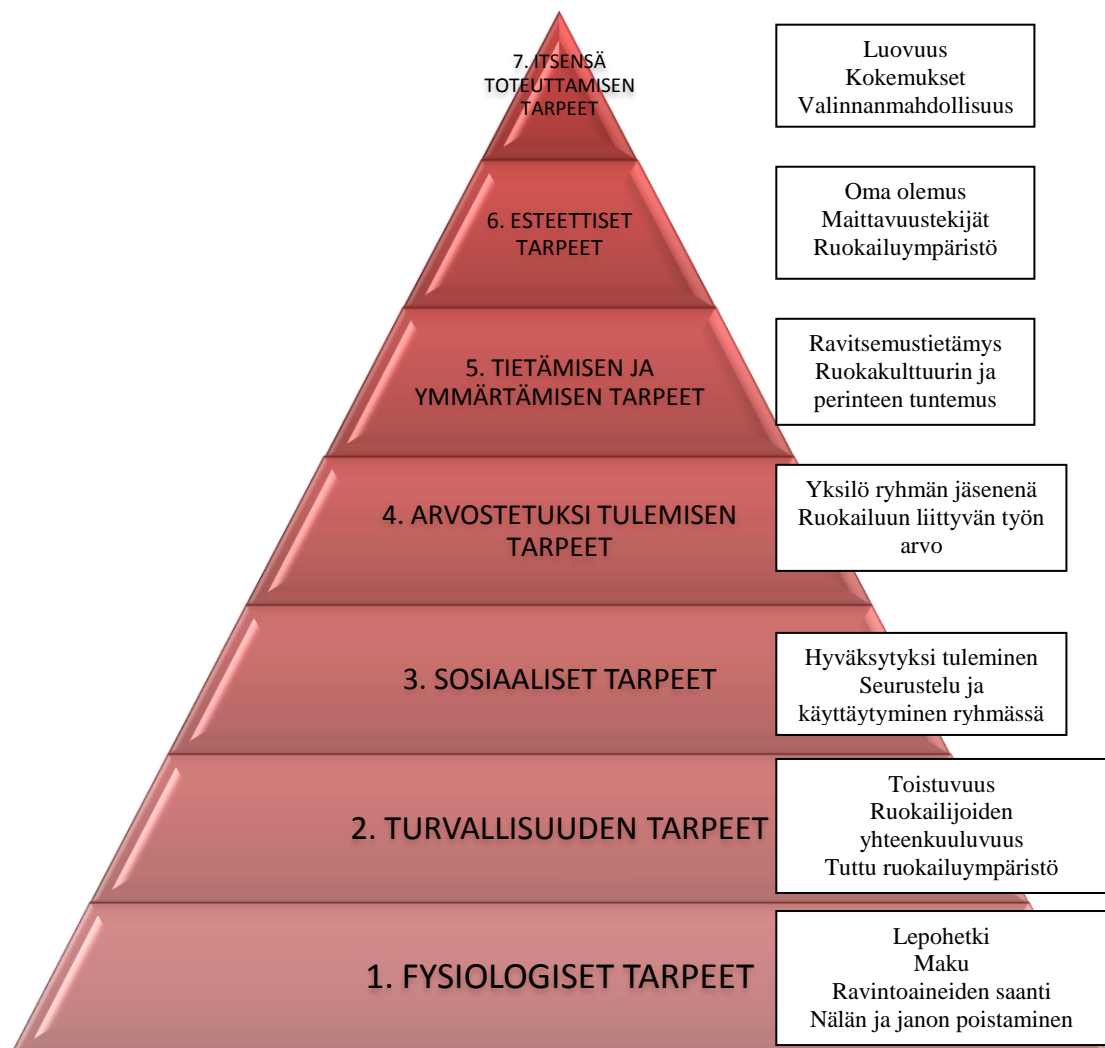 7. ITSENSÄ
TOTEUTTAMISEN
TARPEET
Luovuus
Kokemukset
Valinnanmahdollisuus
6. ESTEETTISET
TARPEET
Oma olemus
Maittavuustekijät
Ruokailuympäristö
5. TIETÄMISEN JA
YMMÄRTÄMISEN TARPEET
Ravitsemustietämys
Ruokakulttuurin ja
perinteen tuntemus
4. ARVOSTETUKSI TULEMISEN
TARPEET
Yksilö ryhmän jäsenenä
Ruokailuun liittyvän työn
arvo
3. SOSIAALISET TARPEET
Hyväksytyksi tuleminen
Seurustelu ja
käyttäytyminen ryhmässä
2. TURVALLISUUDEN TARPEET
Toistuvuus
Ruokailijoiden
yhteenkuuluvuus
Tuttu ruokailuympäristö
1. FYSIOLOGISET TARPEET
Lepohetki
Maku
Ravintoaineiden saanti
Nälän ja janon poistaminen